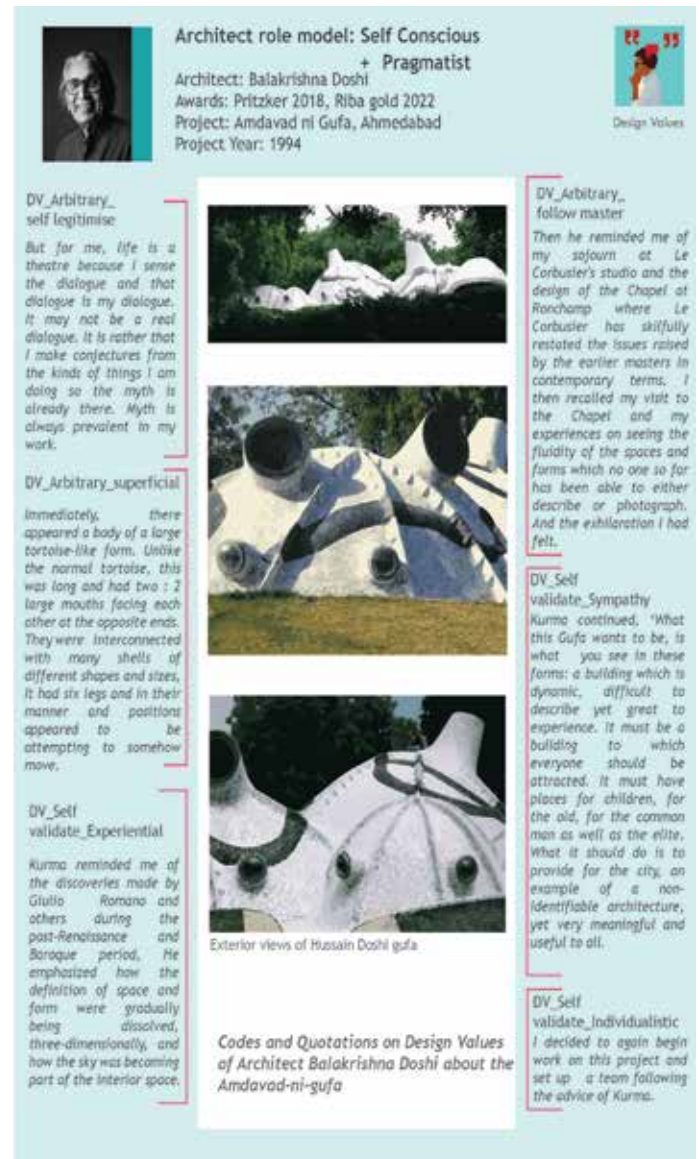 Architect role model: Self Conscious
+ Pragmatist
Architect: Balakrishna Doshi
Awards: Pritzker 2018, Riba gold 2022
Project: Amdavad ni Gufa, Ahmedabad
Project Year: 1994
Design Values
DV_Arbitrary_
self legitimise
But for me, life is a
theatre because I sense
the dialogue and that
dialogue is my dialogue.
It may not be a real
dialogue. It is rather that
I make conjectures from
the kinds of things I am
doing so the myth is
already there. Myth is
always prevalent in my
work.
DV_Arbitrary_superficial
Immediately, there
appeared a body of a large
tortoise-like form. Unlike
the normal tortoise, this
was long and had two : 2
large mouths facing each
other at the opposite ends.
They were interconnected
with many shells of
different shapes and sizes,
It had six legs and in their
manner and positions
appeared to be
attempting to somehow
move.
DV_Self
validate_Experiential
Kurma reminded me of
the discoveries made by
Giulio Romano and
others during the
post-Renaissance and
Baroque period. He
emphasized how the
definition of space and
form were gradually
being dissolved,
three-dimensionally, and
how the sky was becoming
part of the interior space.
Exterior views of Hussain Doshi gufa
Codes and Quotations on Design Values
of Architect Balakrishna Doshi about the
Amdavad-ni-gufa
DV_Arbitrary_
follow master
Then he reminded me of
my sojourn at Le
Corbusier's studio and the
design of the Chapel at
Ronchamp where Le
Corbusier has skilfully
restated the issues raised
by the earlier masters in
contemporary terms. I
then recalled my visit to
the Chapel and my
experiences on seeing the
fluidity of the spaces and
forms which no one so far
has been able to either
describe or photograph.
And the exhilaration I had
felt.
DV_Self
validate_Sympathy
Kurma continued, 'What
this Gufa wants to be, is
what you see in these
forms: a building which is
dynamic, difficult to
describe yet great to
experience. It must be a
building to which
everyone should be
attracted. It must have
places for children, for
the old, for the common
man as well as the elite.
What it should do is to
provide for the city, an
example of a non-
identifiable architecture,
yet very meaningful and
useful to all.
DV_Self
validate_Individualistic
I decided to again begin
work on this project and
set up a team following
the advice of Kurma.